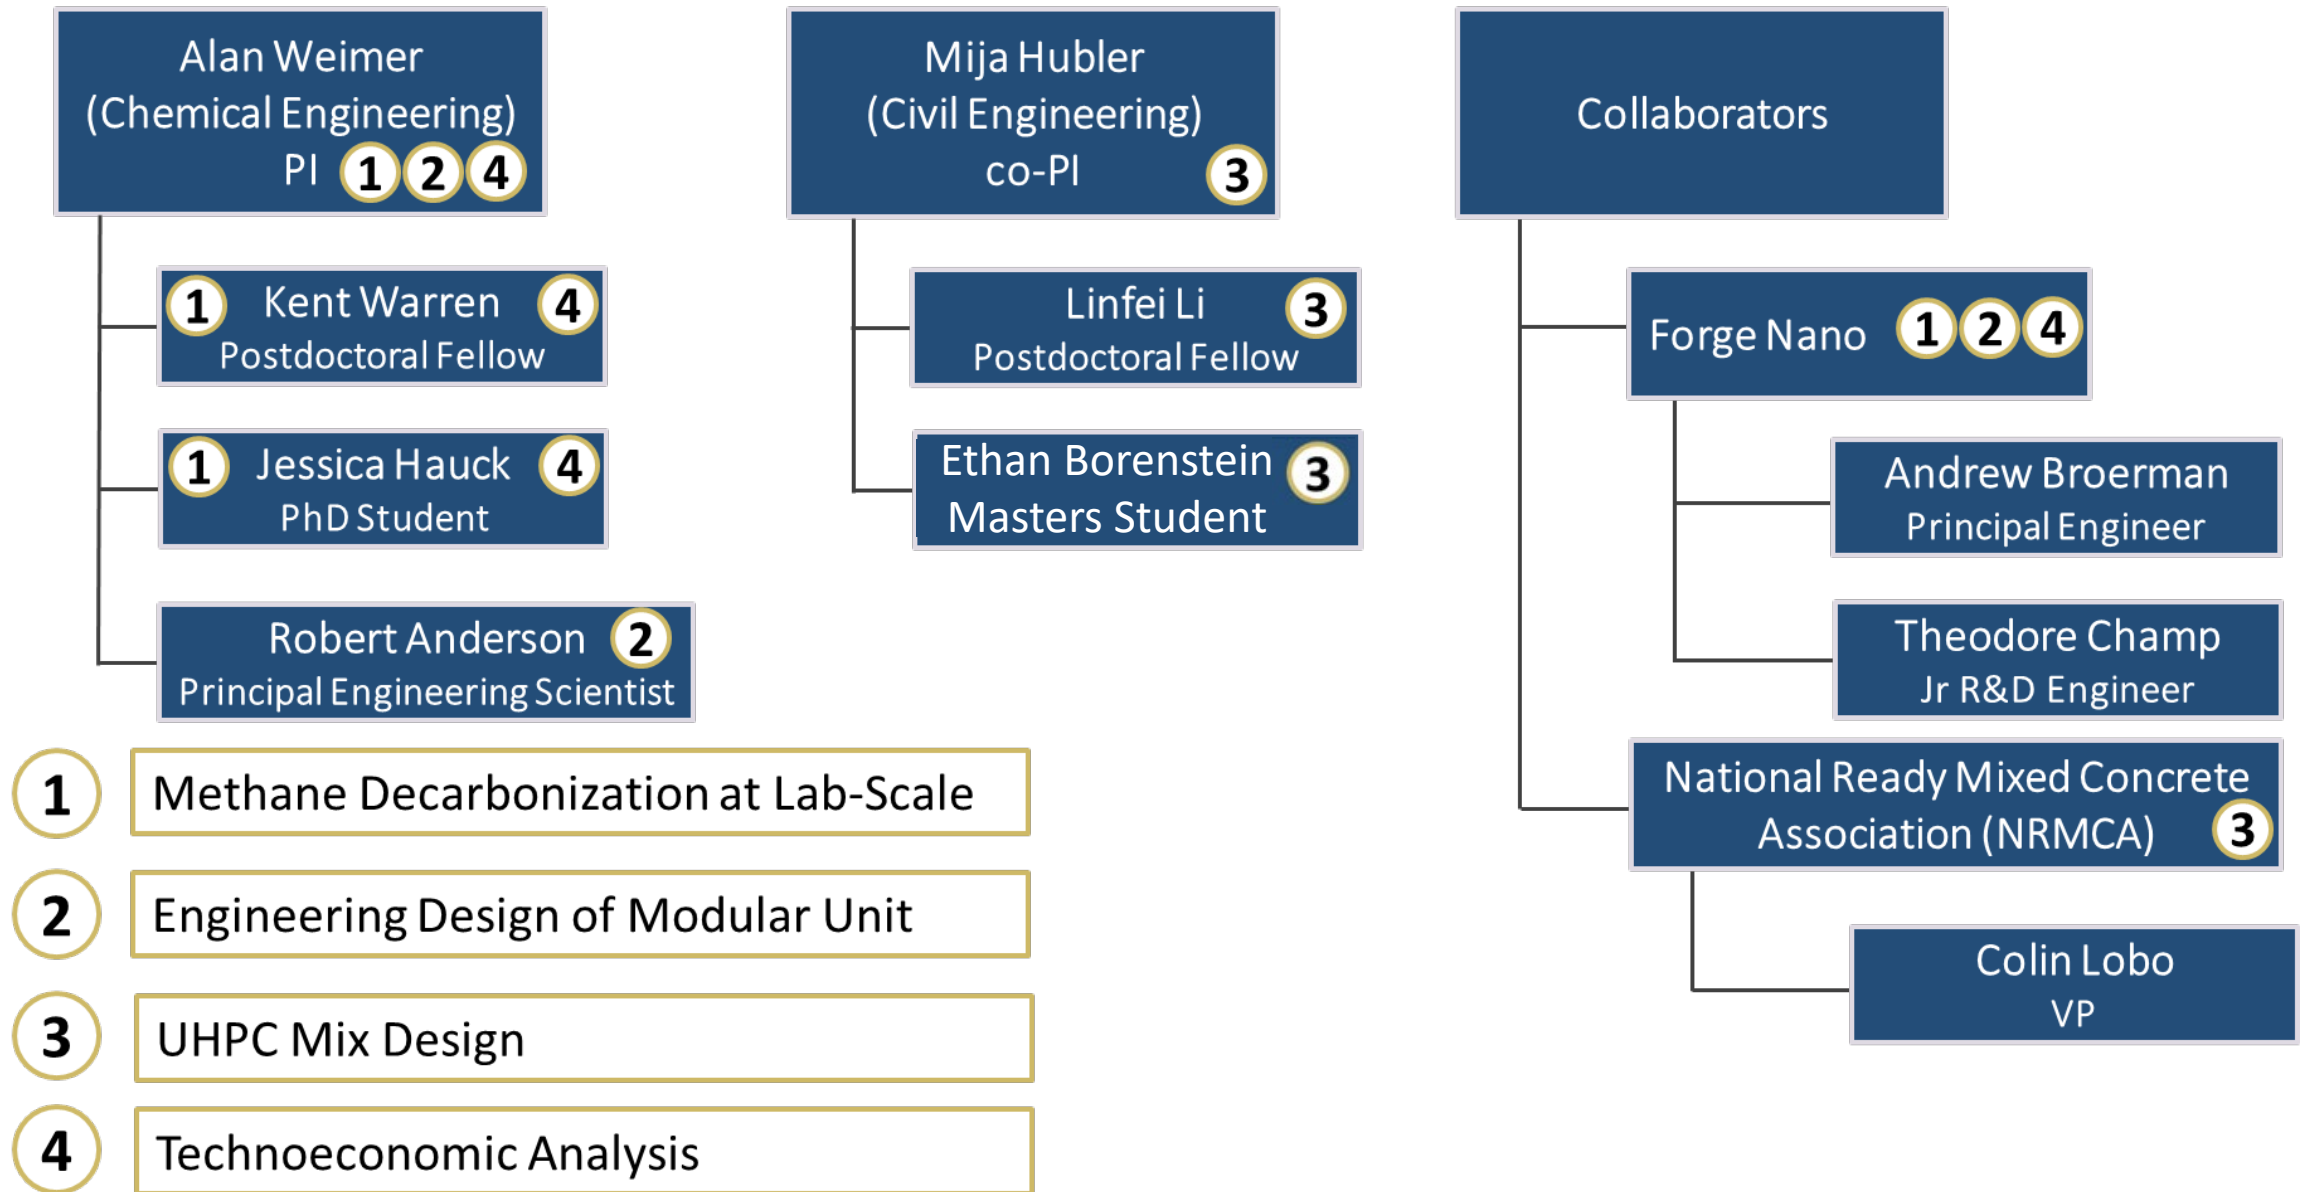 Alan Weimer
(Chemical Engineering)
PI 1 2 4
1 Kent Warren 4
Postdoctoral Fellow
1 Jessica Hauck 4
PhD Student
Robert Anderson 2
Principal Engineering Scientist
Mija Hubler
(Civil Engineering)
co-PI 3
Linfei Li 3
Postdoctoral Fellow
Ethan Borenstein 3
Masters Student
Collaborators
Forge Nano 1 2 4
Andrew Broerman
Principal Engineer
Theodore Champ
Jr R&D Engineer
National Ready Mixed Concrete
Association (NRMCA) 3
Colin Lobo
VP
1 Methane Decarbonization at Lab-Scale
2 Engineering Design of Modular Unit
3 UHPC Mix Design
4 Technoeconomic Analysis